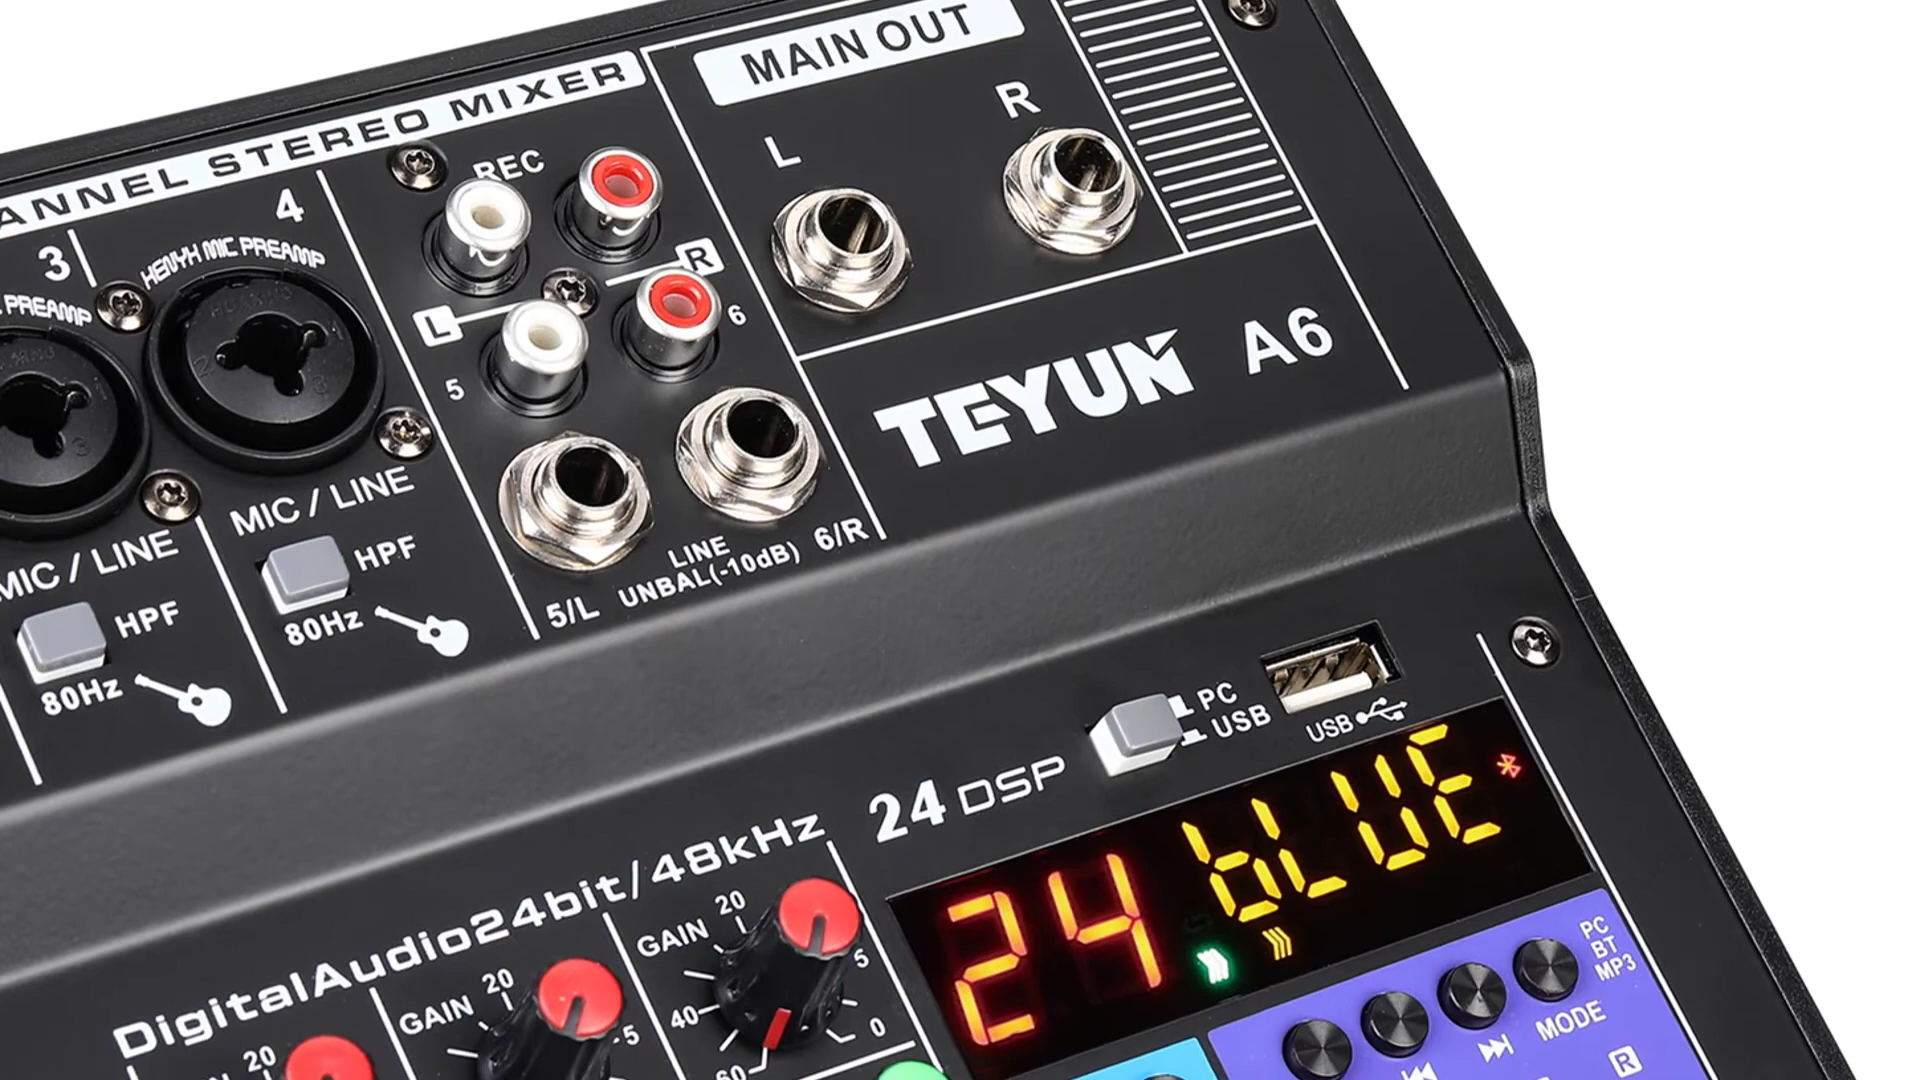 ANNEL STEREO MIXER
MAIN OUT
L
R
REC
3
4
PREAMP
HENYX MIC PREAMP
L
R
5
6
TEYUN A6
MIC / LINE
MIC / LINE
HPF
HPF
80Hz
80Hz
LINE
5/L UNBAL(-10dB) 6/R
PC
USB
USB
24 DSP
DigitalAudio24bit/48kHz
24 bLUE
GAIN
20
5
0
40
60
GAIN
20
5
20
PC
BT
MP3
MODE
R